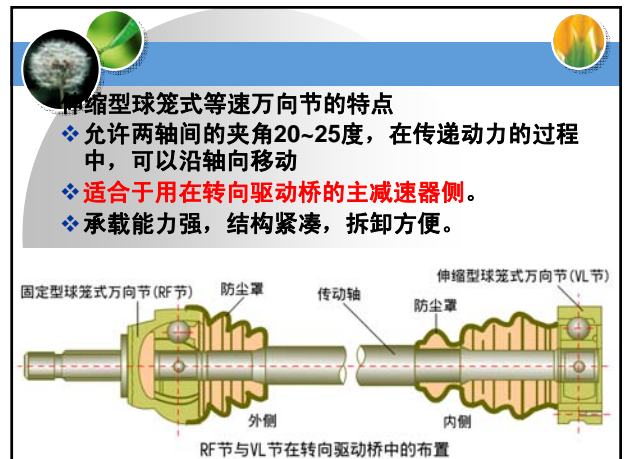 伸缩型球笼式等速万向节的特点
允许两轴间的夹角20~25度，在传递动力的过程
中，可以沿轴向移动
适合于用在转向驱动桥的主减速器侧。
承载能力强，结构紧凑，拆卸方便。
伸缩型球笼式万向节(VL节)
固定型球笼式万向节(RF节)
防尘罩
传动轴
防尘罩
外侧
内侧
RF节与VL节在转向驱动桥中的布置